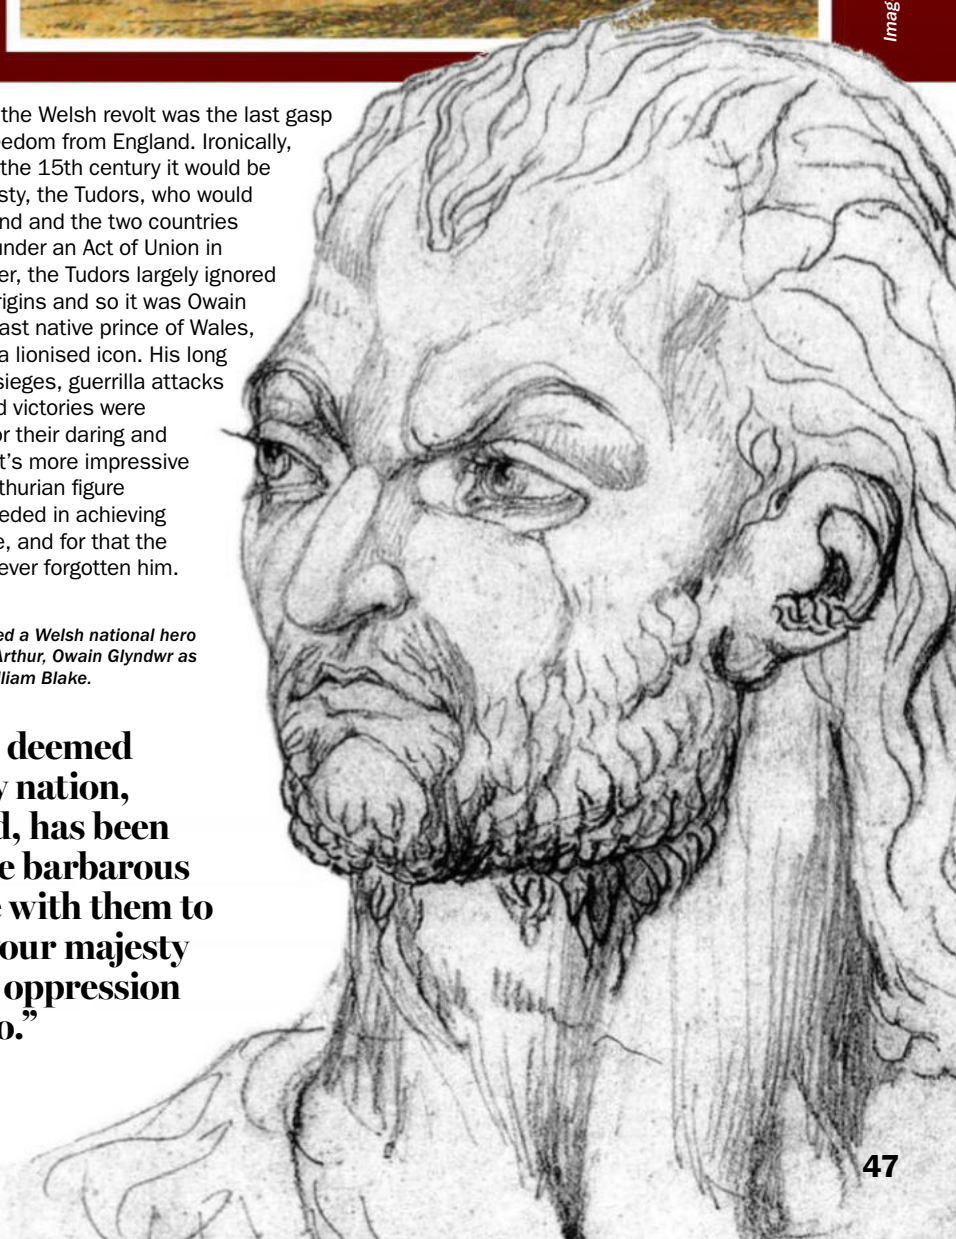 Imag
the Welsh revolt was the last gasp
edom from England. Ironically,
the 15th century it would be
sty, the Tudors, who would
nd and the two countries
under an Act of Union in
er, the Tudors largely ignored
rigins and so it was Owain
ast native prince of Wales,
a lionised icon. His long
sieges, guerrilla attacks
d victories were
or their daring and
t’s more impressive
thurian figure
eded in achieving
e, and for that the
ever forgotten him.
ed a Welsh national hero
Arthur, Owain Glyndwr as
lliam Blake.
deemed
y nation,
d, has been
e barbarous
e with them to
your majesty
oppression
o.”
47